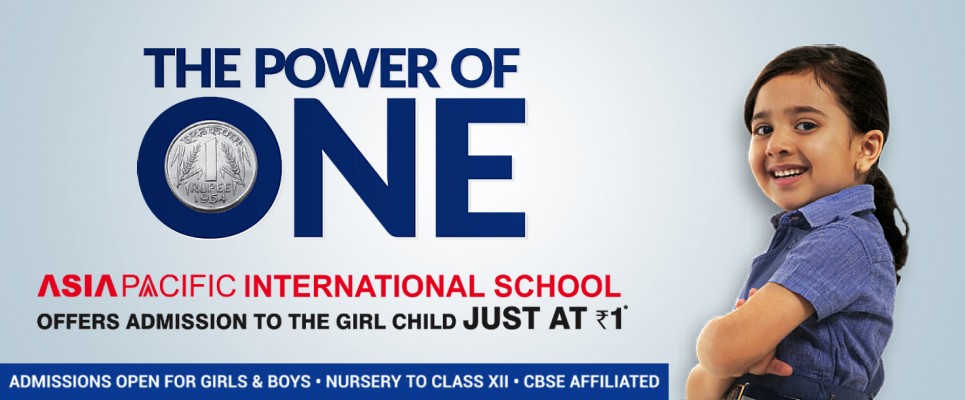 THE POWER OF
ONE
1
RUPEE
1954
ASIA PACIFIC INTERNATIONAL SCHOOL
OFFERS ADMISSION TO THE GIRL CHILD JUST AT ₹1*
ADMISSIONS OPEN FOR GIRLS & BOYS • NURSERY TO CLASS XII • CBSE AFFILIATED